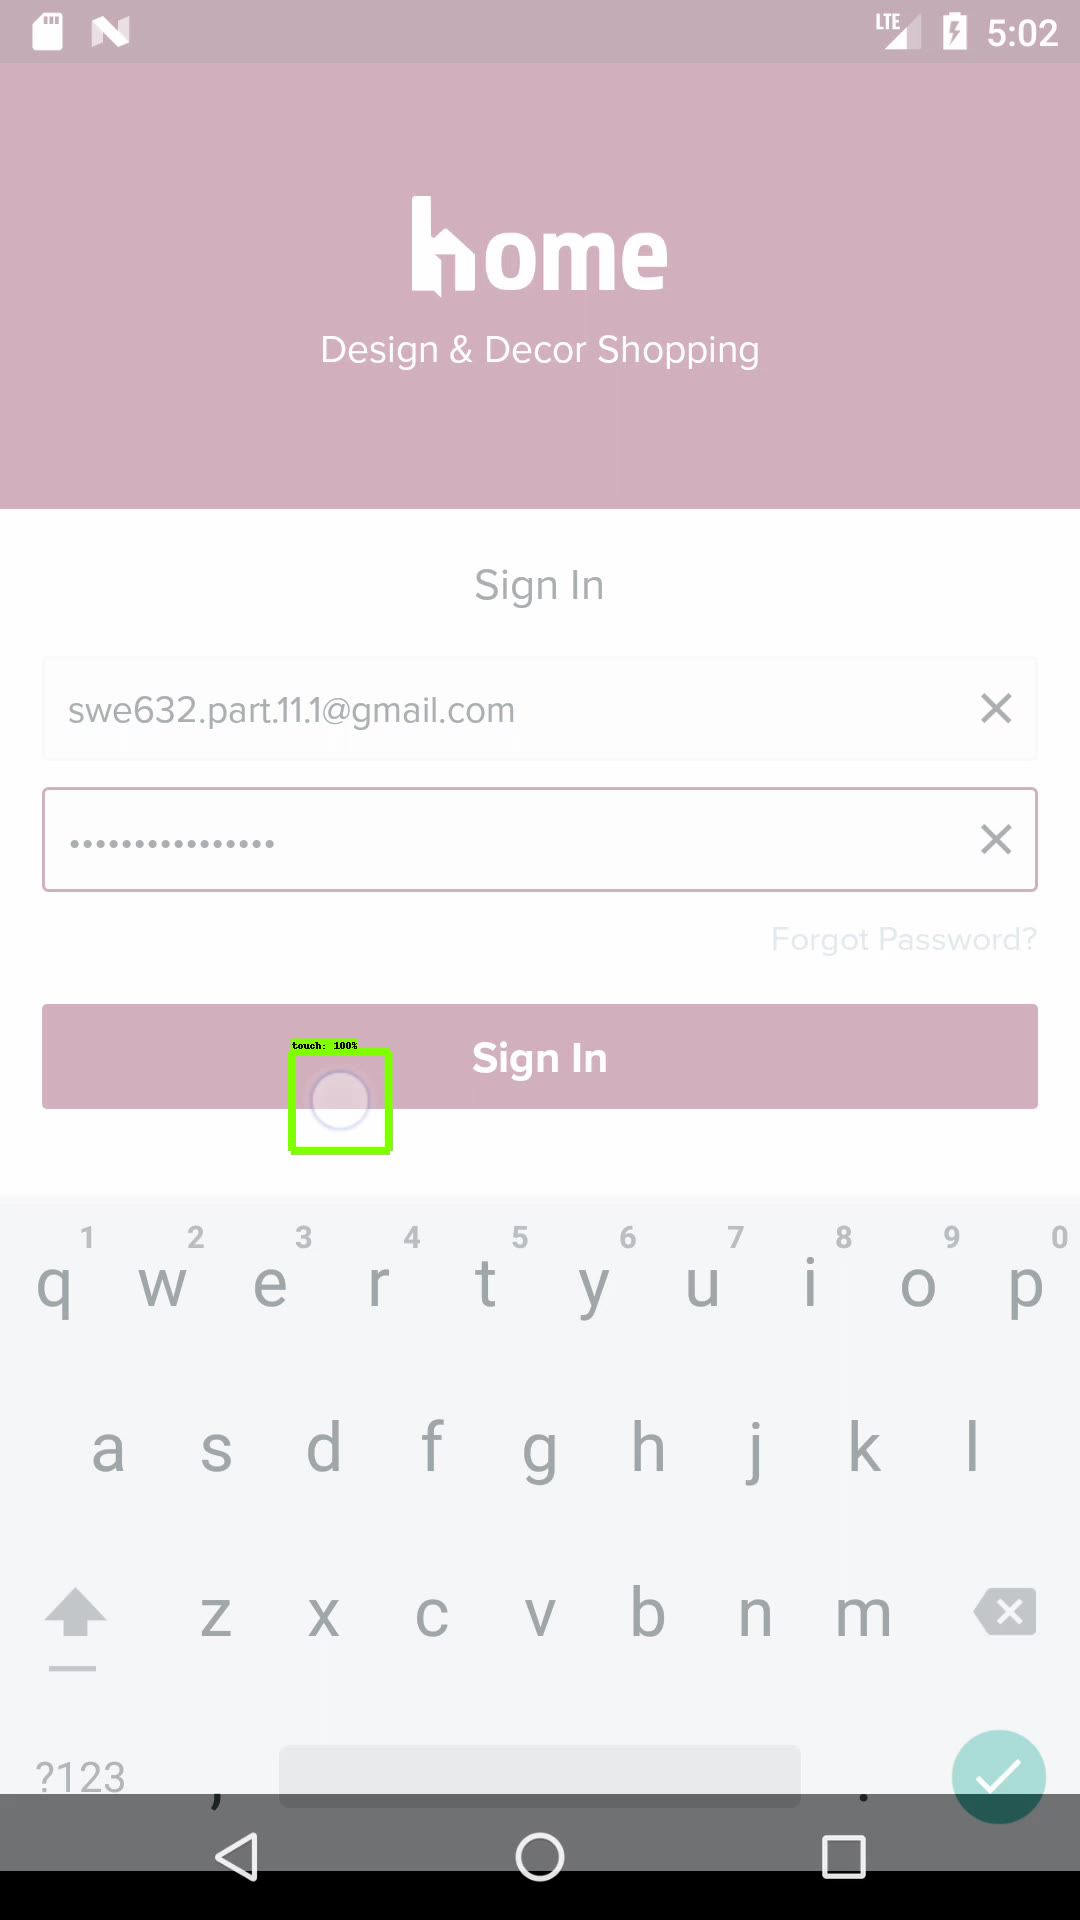 LTE 5:02
home
Design & Decor Shopping
Sign In
swe632.part.11.1@gmail.com
••••••••••••••••
Forgot Password?
touch: 100%
Sign In
1 2 3 4 5 6 7 8 9 0
q w e r t y u i o p
a s d f g h j k l
z x c v b n m
?123 , .